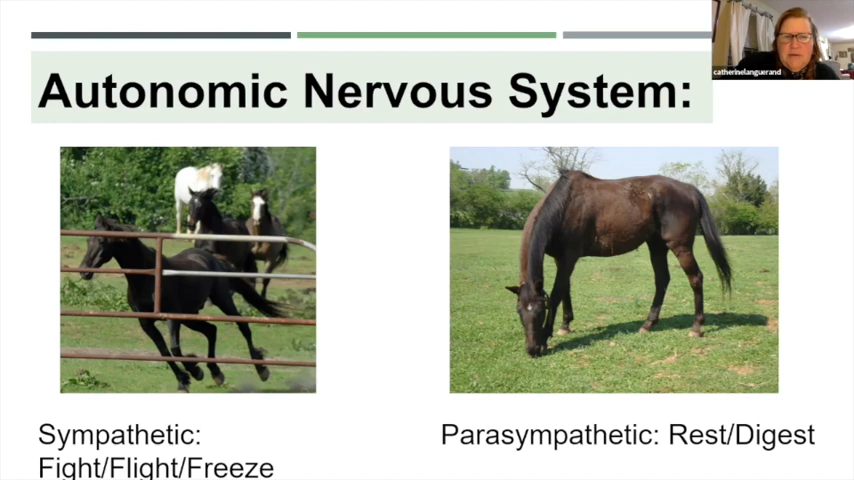 catherinelanguerand
Autonomic Nervous System:
Sympathetic:
Fight/Flight/Freeze
Parasympathetic: Rest/Digest